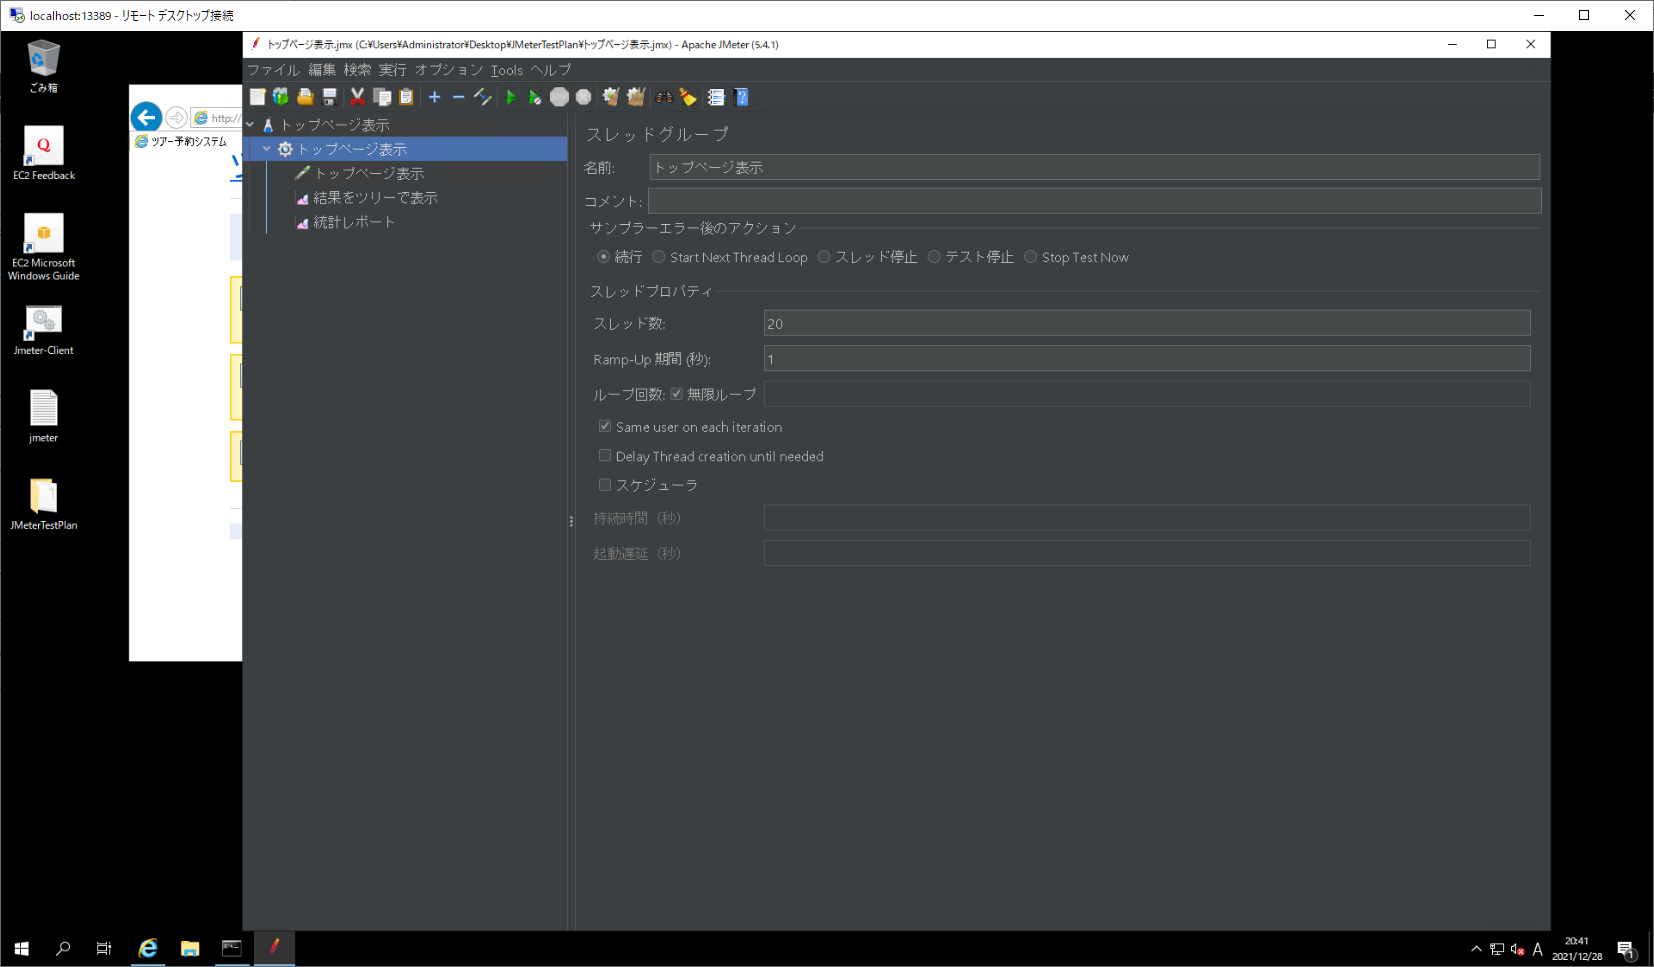 localhost:13389 - リモート デスクトップ接続
ごみ箱
EC2 Feedback
EC2 Microsoft
Windows Guide
Jmeter-Client
jmeter
JMeterTestPlan
http://
ツアー予約システム
トップページ表示.jmx (C:¥Users¥Administrator¥Desktop¥JMeterTestPlan¥トップページ表示.jmx) - Apache JMeter (5.4.1)
ファイル 編集 検索 実行 オプション Tools ヘルプ
トップページ表示
トップページ表示
トップページ表示
結果をツリーで表示
統計レポート
スレッドグループ
名前: トップページ表示
コメント:
サンプラーエラー後のアクション
続行 Start Next Thread Loop スレッド停止 テスト停止 Stop Test Now
スレッドプロパティ
スレッド数: 20
Ramp-Up 期間 (秒): 1
ループ回数: 無限ループ
Same user on each iteration
Delay Thread creation until needed
スケジューラ
持続時間 (秒)
起動遅延 (秒)
A
20:41
2021/12/28
1